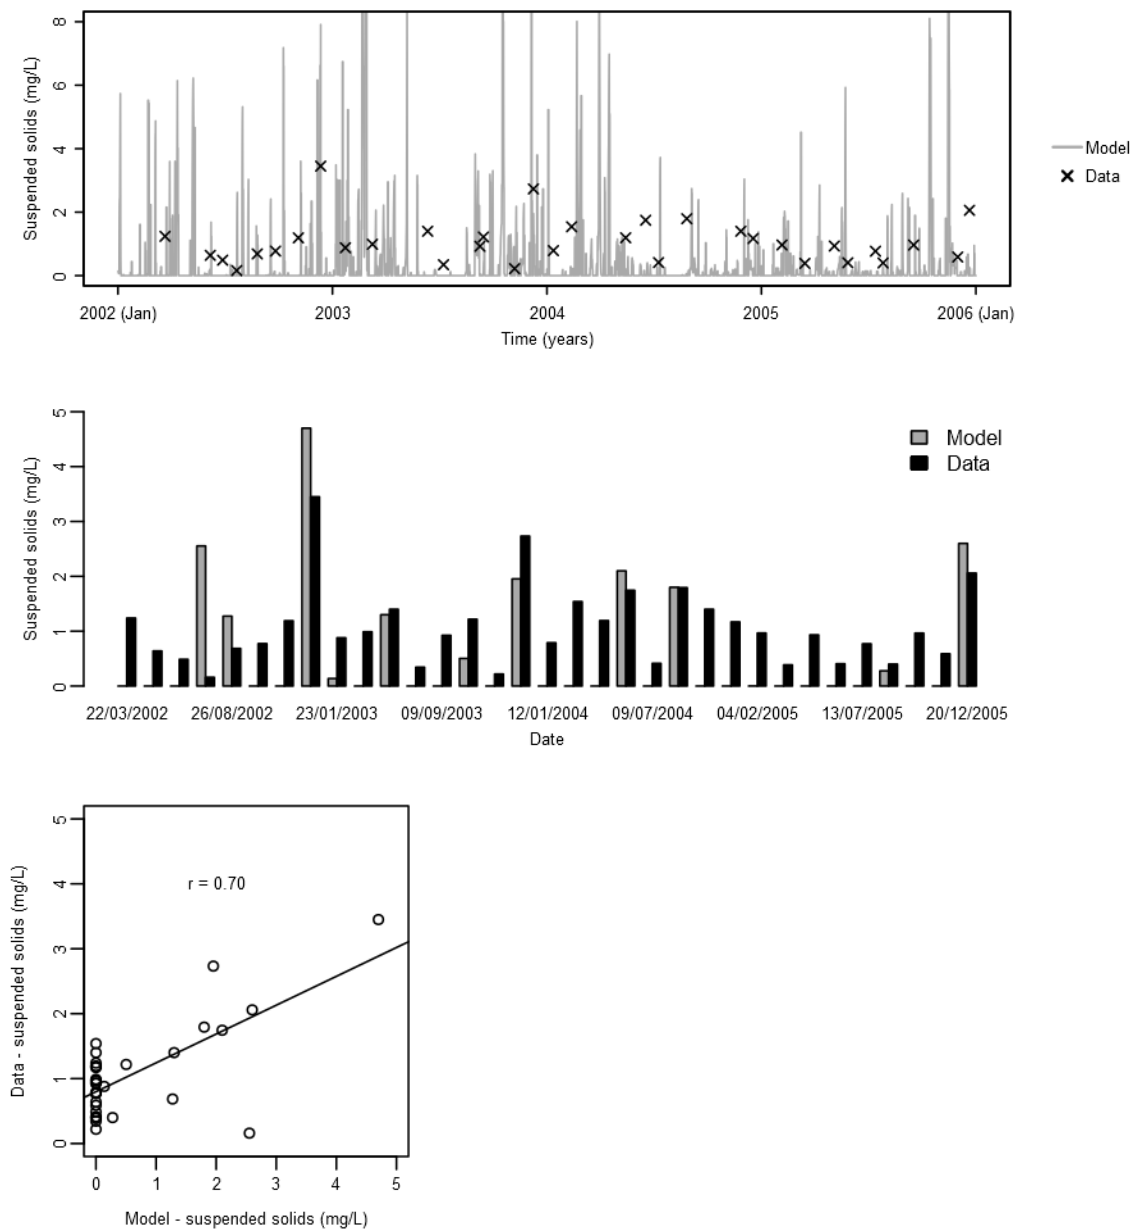 Suspended solids (mg/L)
0 2 4 6 8
2002 (Jan) 2003 2004 2005 2006 (Jan)
Time (years)
Model
Data
Suspended solids (mg/L)
0 1 2 3 4 5
Model
Data
22/03/2002 26/08/2002 23/01/2003 09/09/2003 12/01/2004 09/07/2004 04/02/2005 13/07/2005 20/12/2005
Date
Data - suspended solids (mg/L)
0 1 2 3 4 5
r = 0.70
0 1 2 3 4 5
Model - suspended solids (mg/L)